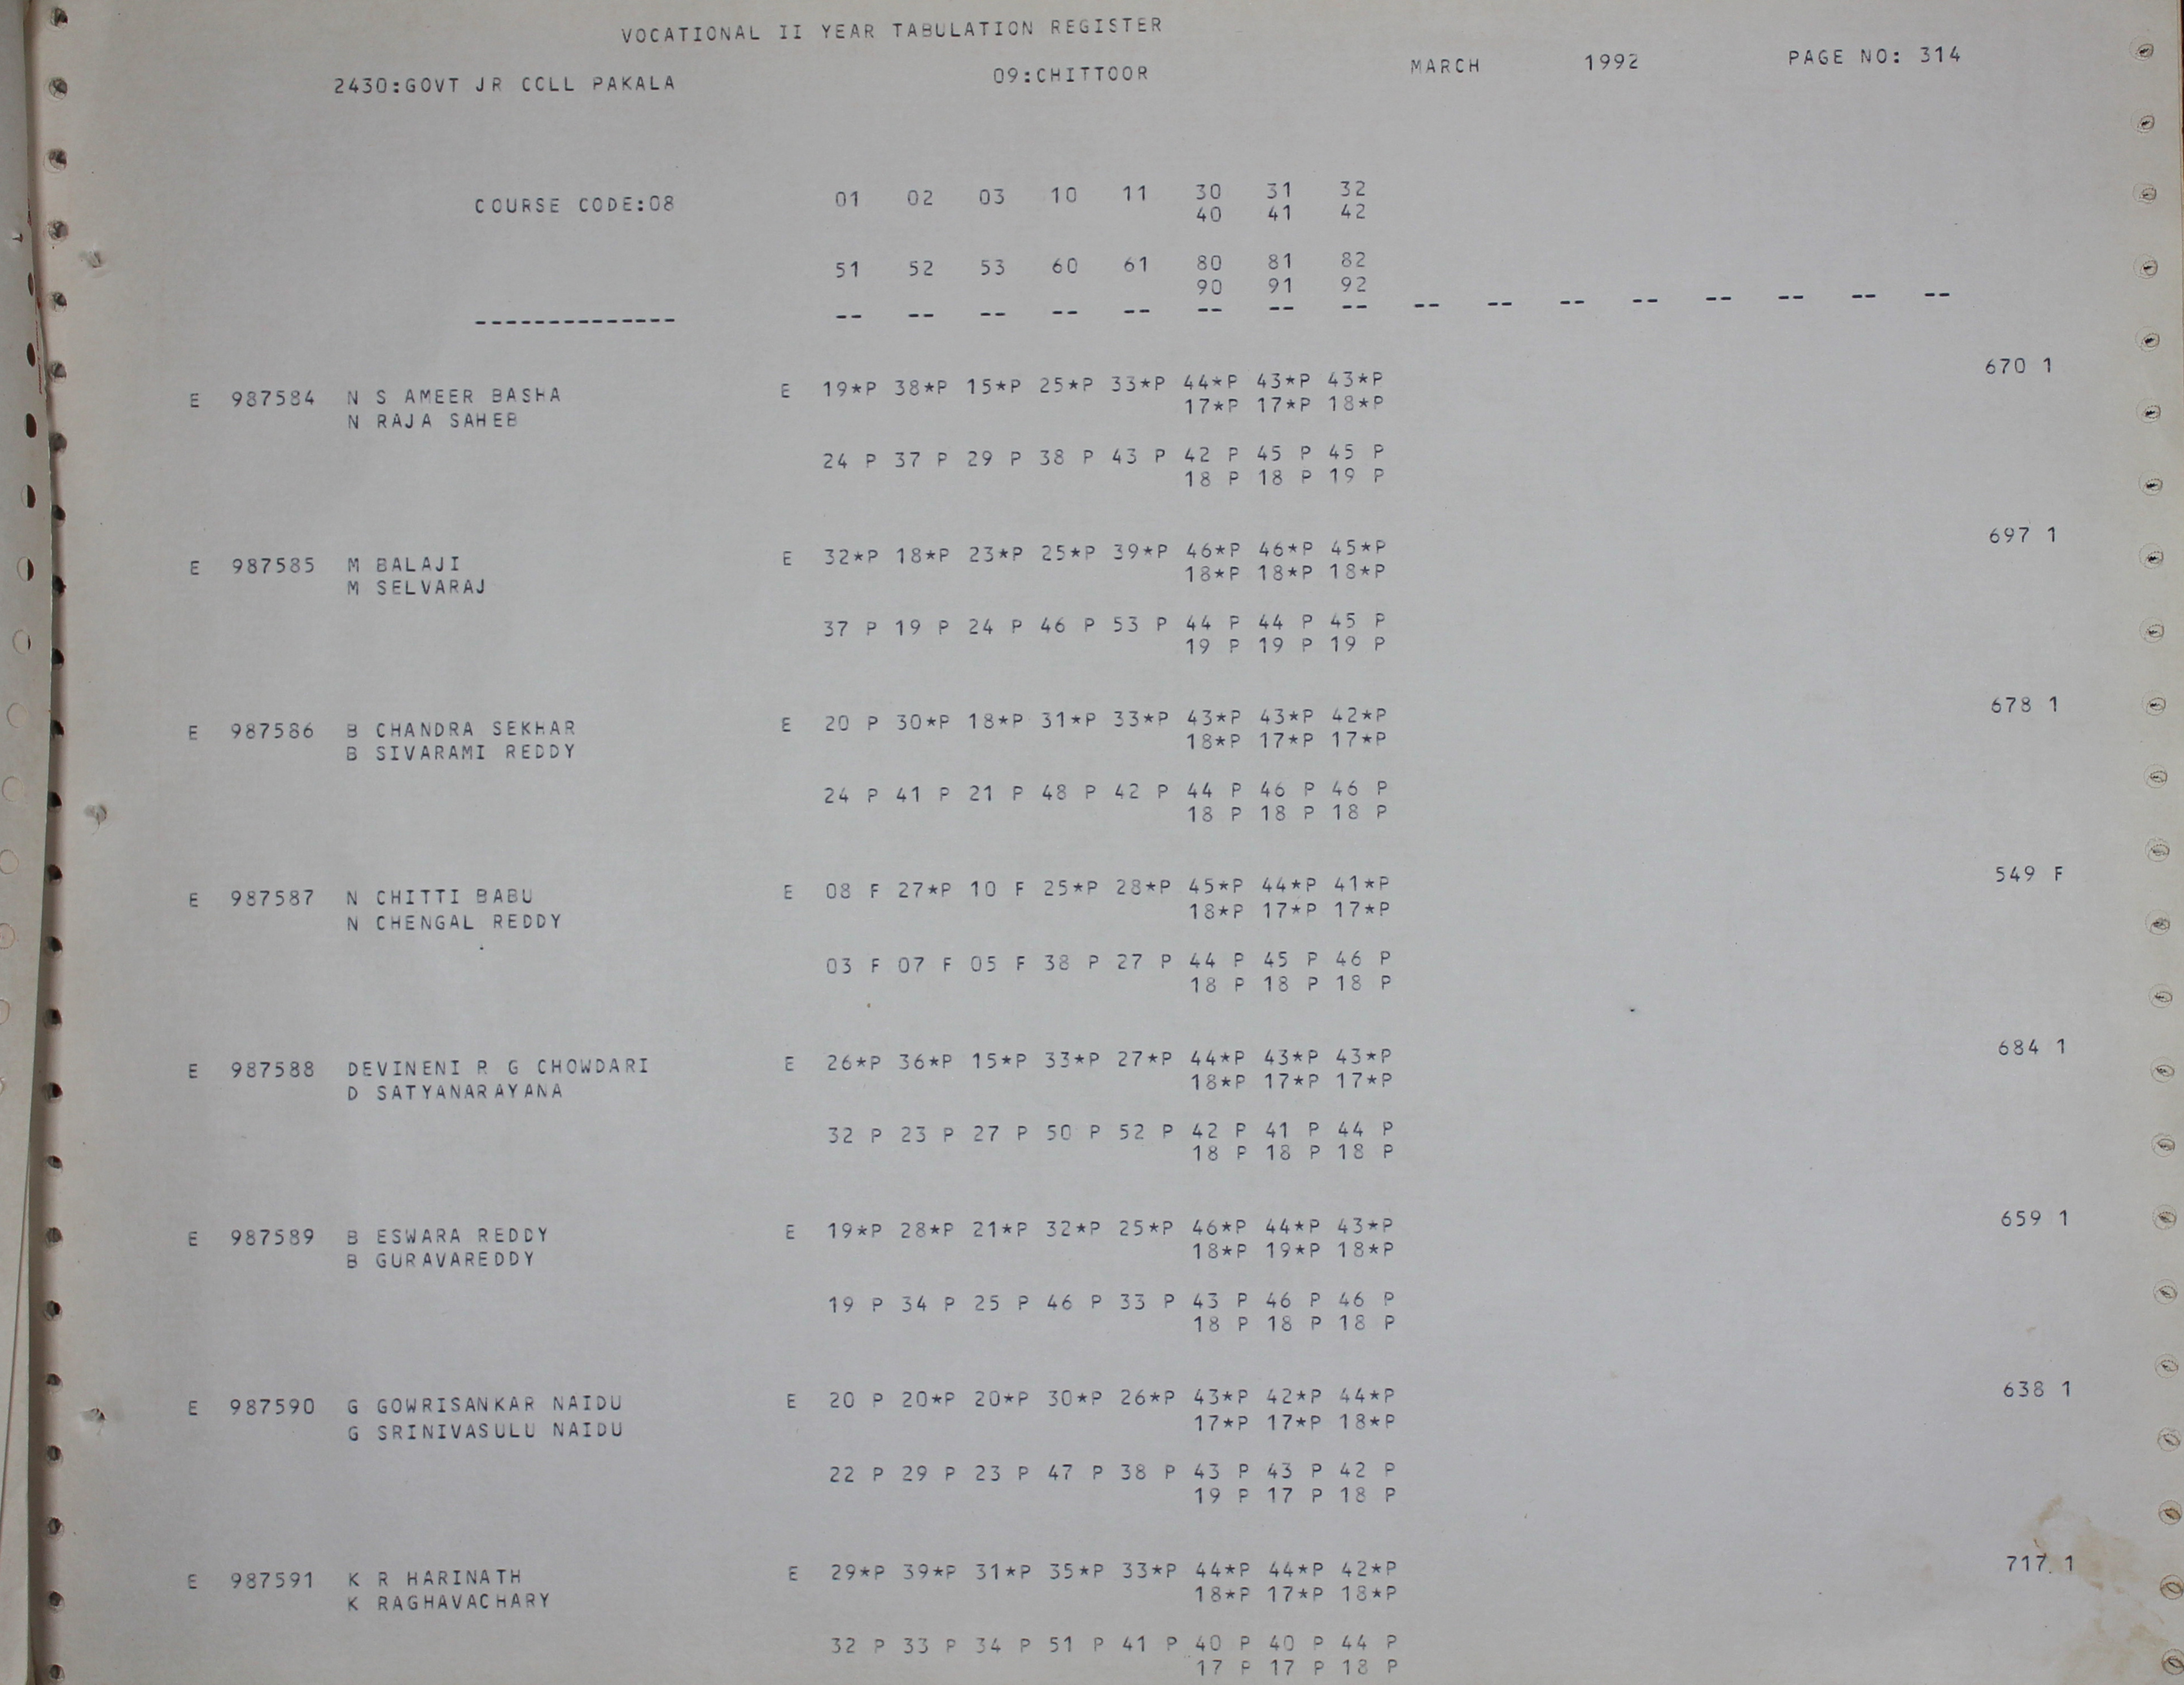 VOCATIONAL II YEAR TABULATION REGISTER
2430:GOVT JR CCLL PAKALA 09:CHITTOOR MARCH 1992 PAGE NO: 314
COURSE CODE:08 01 02 03 10 11 30 31 32
40 41 42
51 52 53 60 61 80 81 82
90 91 92
-------------- -- -- -- -- -- -- -- -- -- -- -- -- -- -- -- --
E 987584 N S AMEER BASHA E 19*P 38*P 15*P 25*P 33*P 44*P 43*P 43*P 670 1
N RAJA SAHEB 17*P 17*P 18*P
24 P 37 P 29 P 38 P 43 P 42 P 45 P 45 P
18 P 18 P 19 P
E 987585 M BALAJI E 32*P 18*P 23*P 25*P 39*P 46*P 46*P 45*P 697 1
M SELVARAJ 18*P 18*P 18*P
37 P 19 P 24 P 46 P 53 P 44 P 44 P 45 P
19 P 19 P 19 P
E 987586 B CHANDRA SEKHAR E 20 P 30*P 18*P 31*P 33*P 43*P 43*P 42*P 678 1
B SIVARAMI REDDY 18*P 17*P 17*P
24 P 41 P 21 P 48 P 42 P 44 P 46 P 46 P
18 P 18 P 18 P
E 987587 N CHITTI BABU E 08 F 27*P 10 F 25*P 28*P 45*P 44*P 41*P 549 F
N CHENGAL REDDY 18*P 17*P 17*P
03 F 07 F 05 F 38 P 27 P 44 P 45 P 46 P
18 P 18 P 18 P
E 987588 DEVINENI R G CHOWDARI E 26*P 36*P 15*P 33*P 27*P 44*P 43*P 43*P 684 1
D SATYANARAYANA 18*P 17*P 17*P
32 P 23 P 27 P 50 P 52 P 42 P 41 P 44 P
18 P 18 P 18 P
E 987589 B ESWARA REDDY E 19*P 28*P 21*P 32*P 25*P 46*P 44*P 43*P 659 1
B GURAVAREDDY 18*P 19*P 18*P
19 P 34 P 25 P 46 P 33 P 43 P 46 P 46 P
18 P 18 P 18 P
E 987590 G GOWRISANKAR NAIDU E 20 P 20*P 20*P 30*P 26*P 43*P 42*P 44*P 638 1
G SRINIVASULU NAIDU 17*P 17*P 18*P
22 P 29 P 23 P 47 P 38 P 43 P 43 P 42 P
19 P 17 P 18 P
E 987591 K R HARINATH E 29*P 39*P 31*P 35*P 33*P 44*P 44*P 42*P 717 1
K RAGHAVACHARY 18*P 17*P 18*P
32 P 33 P 34 P 51 P 41 P 40 P 40 P 44 P
17 P 17 P 18 P